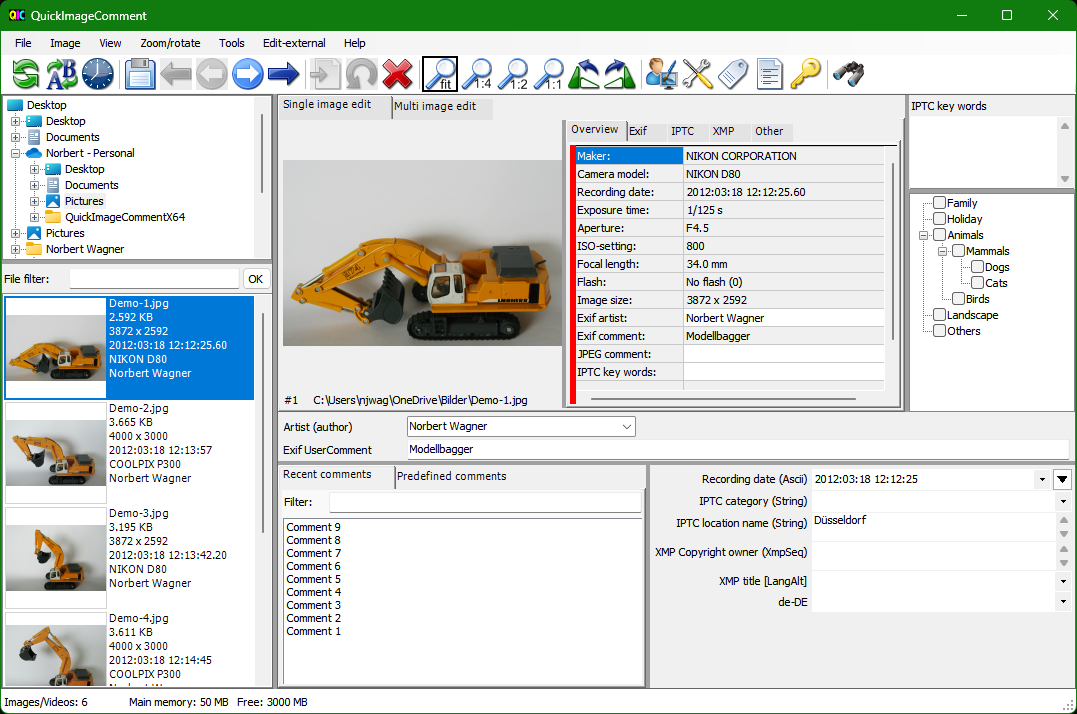 QuickImageComment
File Image View Zoom/rotate Tools Edit-external Help
fit 1:4 1:2 1:1
Desktop
Desktop
Documents
Norbert - Personal
Desktop
Documents
Pictures
QuickImageCommentX64
Pictures
Norbert Wagner
File filter: OK
Demo-1.jpg
2.592 KB
3872 x 2592
2012:03:18 12:12:25.60
NIKON D80
Norbert Wagner
Demo-2.jpg
3.665 KB
4000 x 3000
2012:03:18 12:13:57
COOLPIX P300
Norbert Wagner
Demo-3.jpg
3.195 KB
3872 x 2592
2012:03:18 12:13:42.20
NIKON D80
Norbert Wagner
Demo-4.jpg
3.611 KB
4000 x 3000
2012:03:18 12:14:45
COOLPIX P300
Single image edit Multi image edit
LIEBHERR
#1 C:\Users\njwag\OneDrive\Bilder\Demo-1.jpg
Overview Exif IPTC XMP Other
Maker: NIKON CORPORATION
Camera model: NIKON D80
Recording date: 2012:03:18 12:12:25.60
Exposure time: 1/125 s
Aperture: F4.5
ISO-setting: 800
Focal length: 34.0 mm
Flash: No flash (0)
Image size: 3872 x 2592
Exif artist: Norbert Wagner
Exif comment: Modellbagger
JPEG comment:
IPTC key words:
IPTC key words
Family
Holiday
Animals
Mammals
Dogs
Cats
Birds
Landscape
Others
Artist (author) Norbert Wagner
Exif UserComment Modellbagger
Recent comments Predefined comments
Filter:
Comment 9
Comment 8
Comment 7
Comment 6
Comment 5
Comment 4
Comment 3
Comment 2
Comment 1
Recording date (Ascii) 2012:03:18 12:12:25
IPTC category (String)
IPTC location name (String) Düsseldorf
XMP Copyright owner (XmpSeq)
XMP title [LangAlt]
de-DE
Images/Videos: 6 Main memory: 50 MB Free: 3000 MB